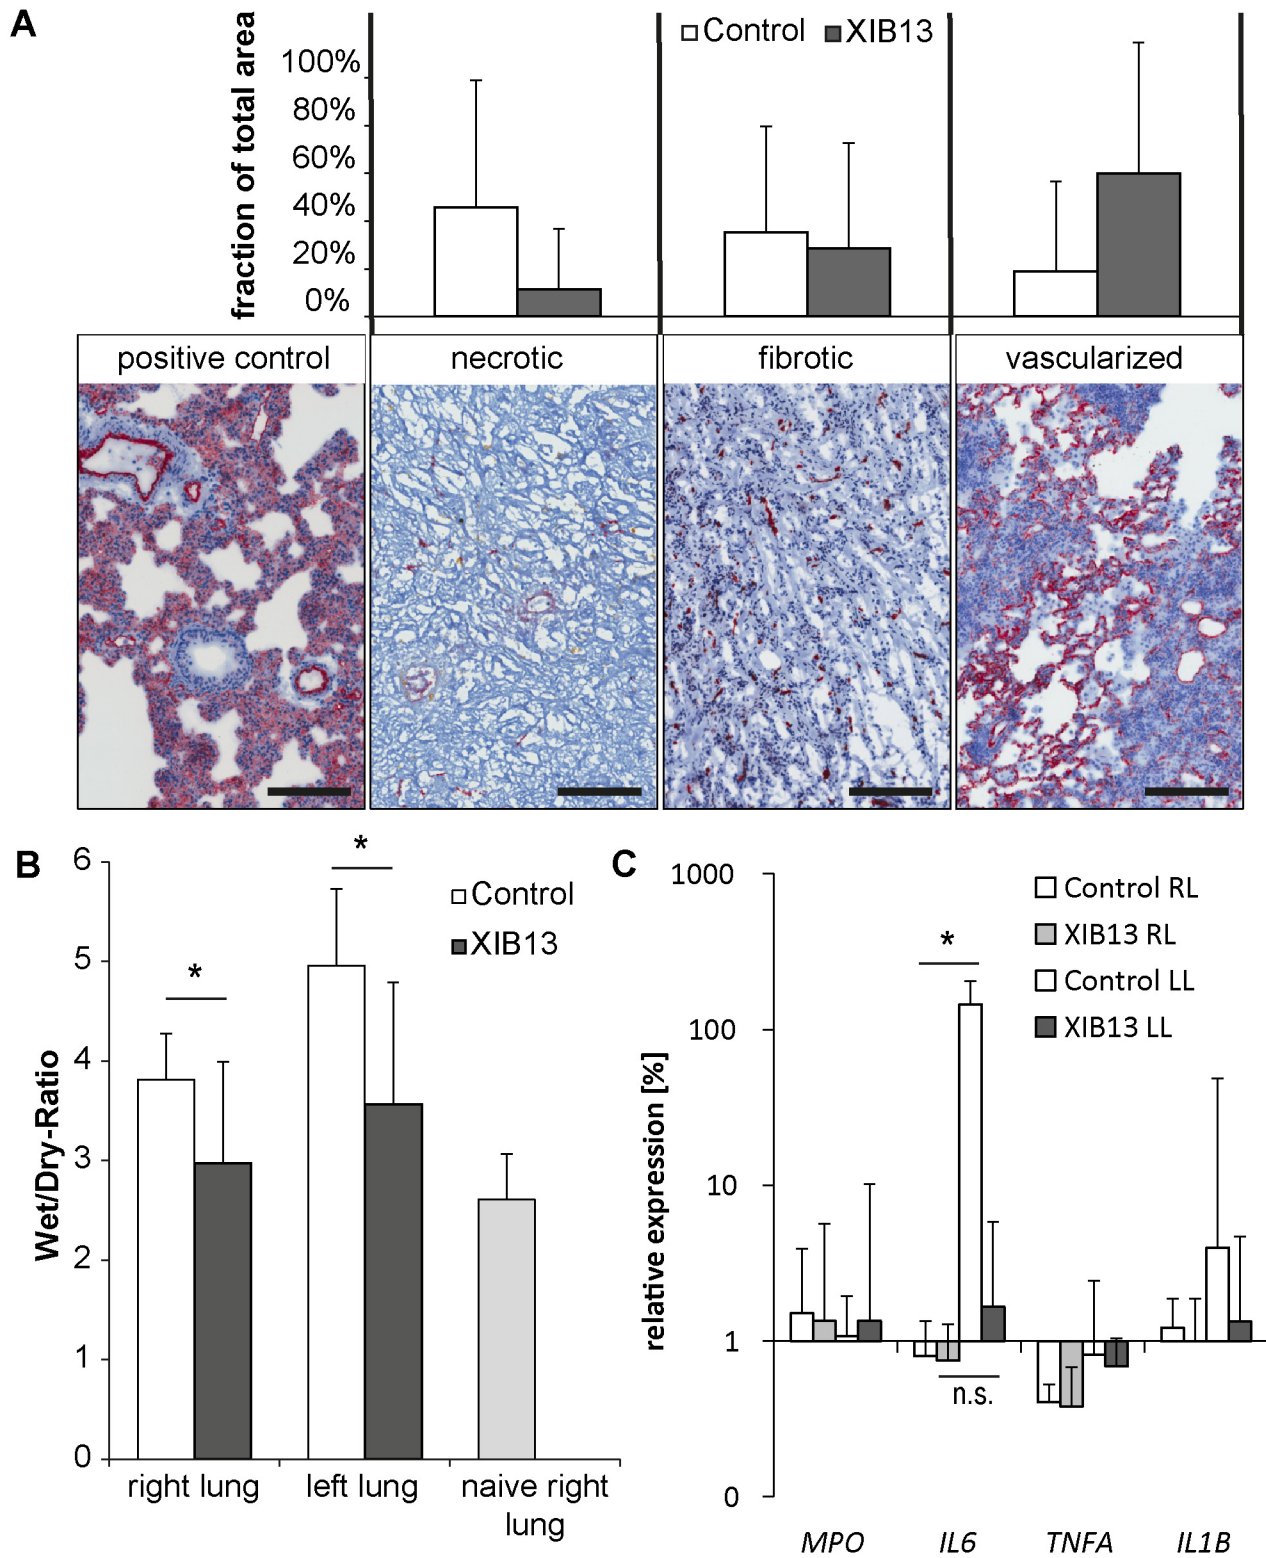 A
fraction of total area
100%
80%
60%
40%
20%
0%
Control XIB13
positive control
necrotic
fibrotic
vascularized
B
Wet/Dry-Ratio
6
5
4
3
2
1
0
*
*
Control
XIB13
right lung
left lung
naive right
lung
C
relative expression [%]
1000
100
10
1
0
*
n.s.
Control RL
XIB13 RL
Control LL
XIB13 LL
MPO
IL6
TNFA
IL1B